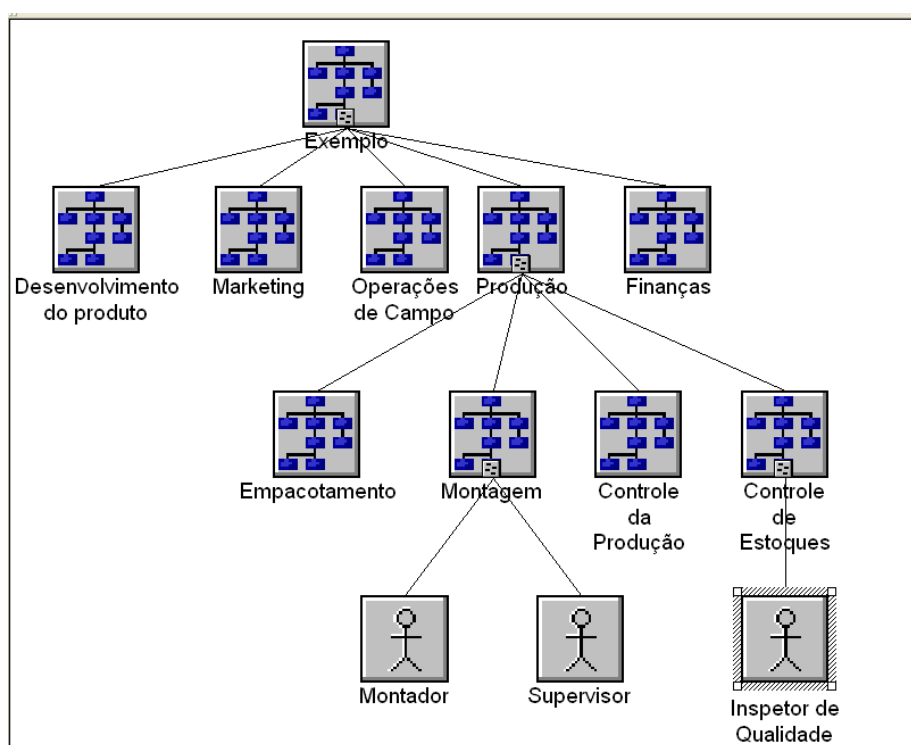 Exemplo
Desenvolvimento
do produto
Marketing
Operações
de Campo
Produção
Finanças
Empacotamento
Montagem
Controle
da
Produção
Controle
de
Estoques
Montador
Supervisor
Inspetor de
Qualidade